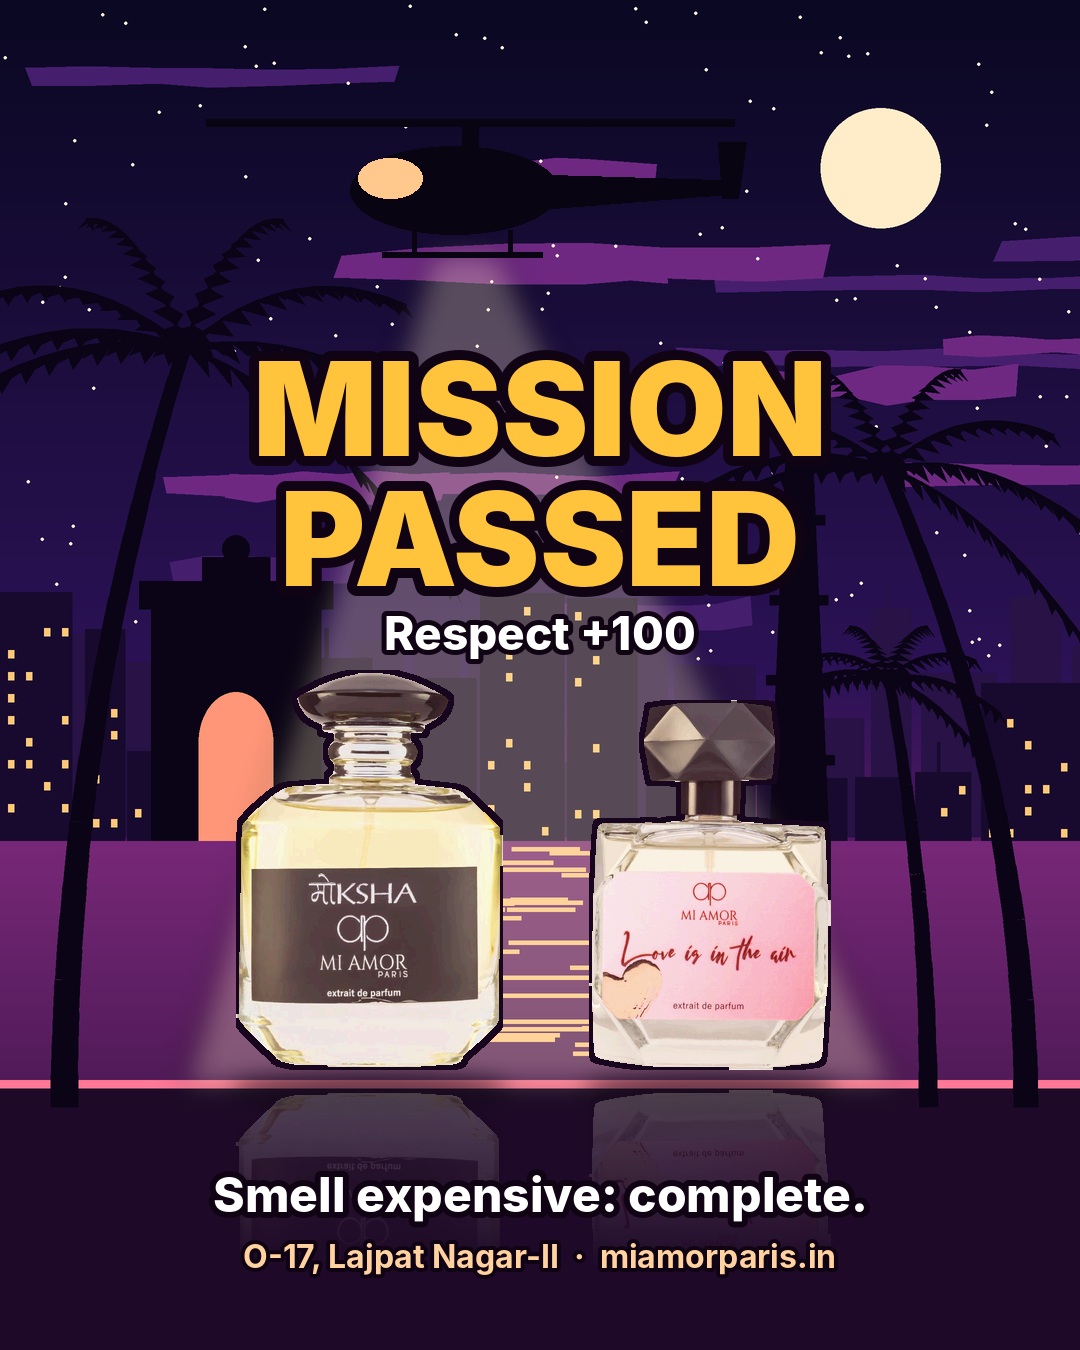 MISSION
PASSED
Respect +100
मोKSHA
MI AMOR
PARIS
extrait de parfum
MI AMOR
PARIS
Love is in the air
extrait de parfum
Smell expensive: complete.
O-17, Lajpat Nagar-II · miamorparis.in